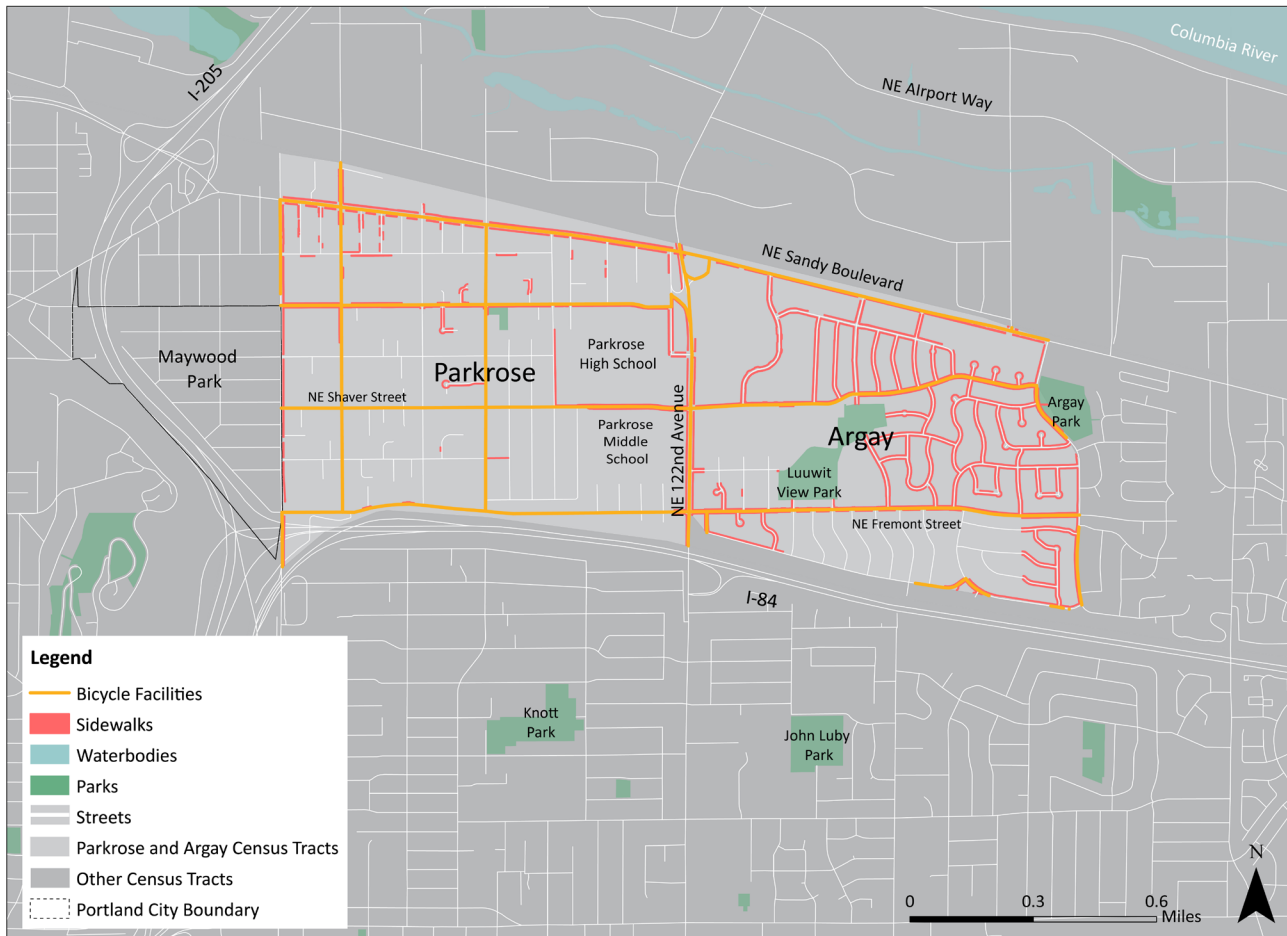 Columbia River
I-205
NE AIrport Way
NE Sandy Boulevard
Maywood
Park
Parkrose
High School
Parkrose
NE Shaver Street
Parkrose
Middle
School
NE 122nd Avenue
Argay
Argay
Park
Luuwit
View Park
NE Fremont Street
I-84
Knott
Park
John Luby
Park
Legend
Bicycle Facilities
Sidewalks
Waterbodies
Parks
Streets
Parkrose and Argay Census Tracts
Other Census Tracts
Portland City Boundary
0 0.3 0.6
Miles
N